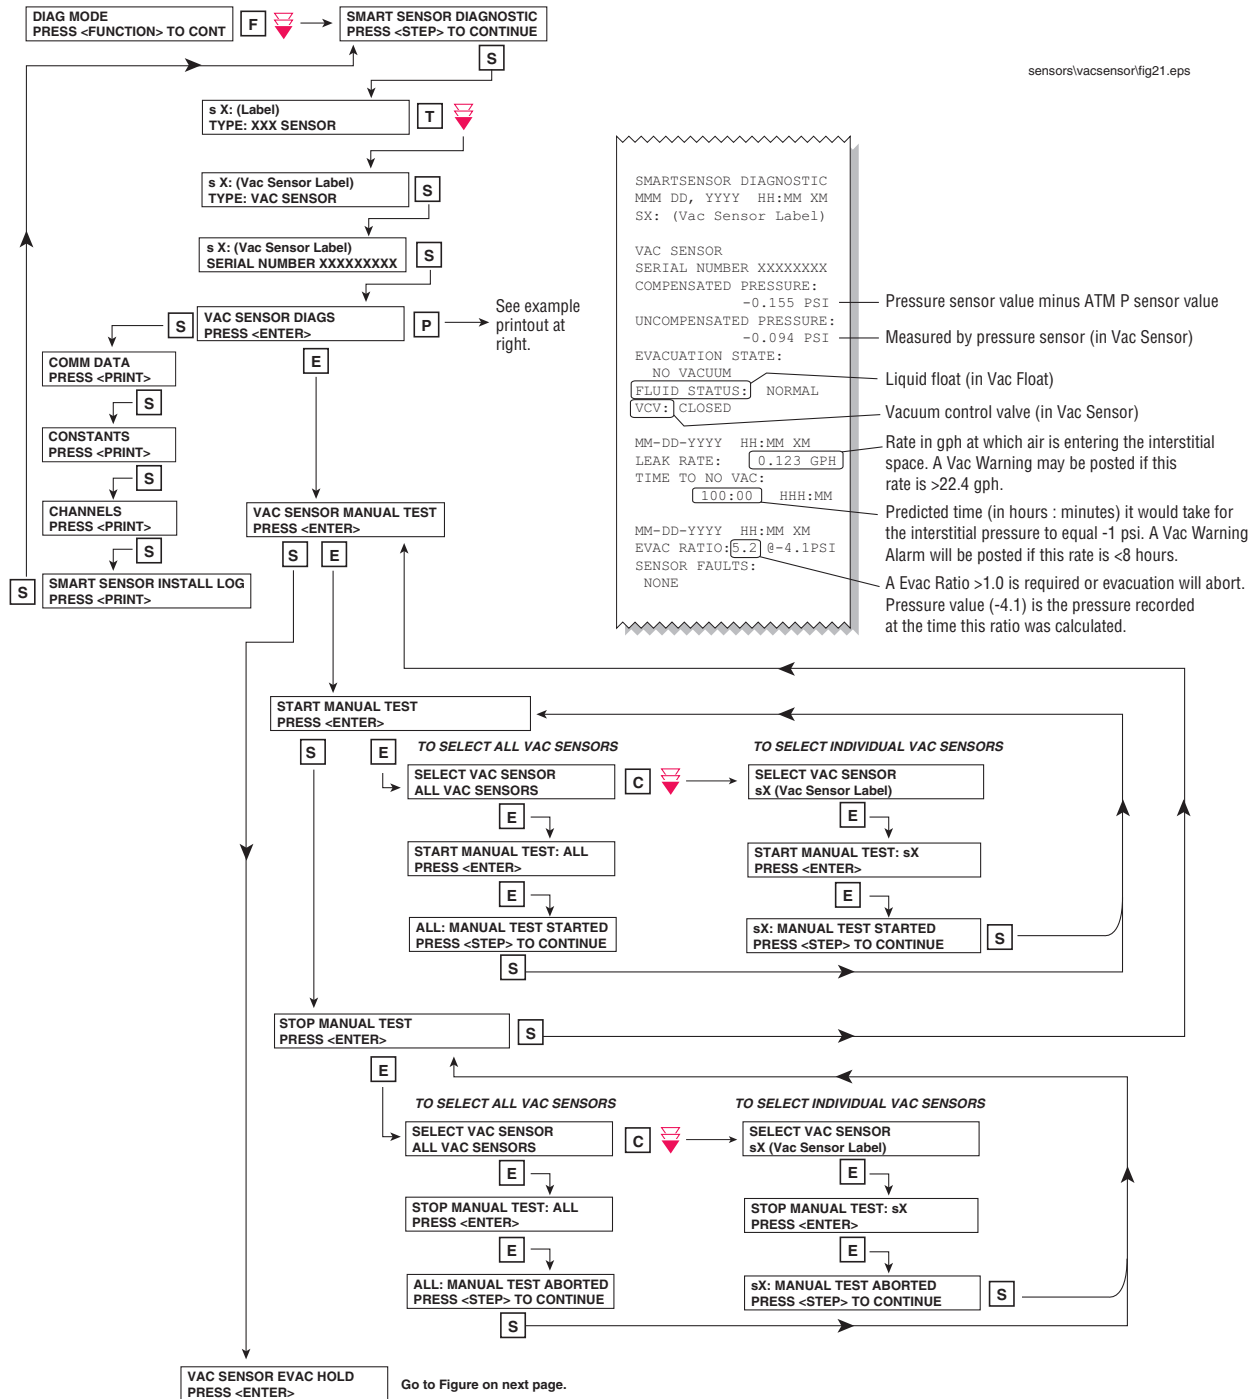 DIAG MODE
PRESS <FUNCTION> TO CONT
F
SMART SENSOR DIAGNOSTIC
PRESS <STEP> TO CONTINUE
S
sensors\vacsensor\fig21.eps
s X: (Label)
TYPE: XXX SENSOR
T
s X: (Vac Sensor Label)
TYPE: VAC SENSOR
S
s X: (Vac Sensor Label)
SERIAL NUMBER XXXXXXXXX
S
VAC SENSOR DIAGS
PRESS <ENTER>
S
P
See example
printout at
right.
E
COMM DATA
PRESS <PRINT>
S
CONSTANTS
PRESS <PRINT>
S
CHANNELS
PRESS <PRINT>
S
SMART SENSOR INSTALL LOG
PRESS <PRINT>
S
SMARTSENSOR DIAGNOSTIC
MMM DD, YYYY HH:MM XM
SX: (Vac Sensor Label)
VAC SENSOR
SERIAL NUMBER XXXXXXXX
COMPENSATED PRESSURE:
-0.155 PSI
UNCOMPENSATED PRESSURE:
-0.094 PSI
EVACUATION STATE:
NO VACUUM
FLUID STATUS: NORMAL
VCV: CLOSED
MM-DD-YYYY HH:MM XM
LEAK RATE: 0.123 GPH
TIME TO NO VAC:
100:00 HHH:MM
MM-DD-YYYY HH:MM XM
EVAC RATIO:5.2 @-4.1PSI
SENSOR FAULTS:
NONE
Pressure sensor value minus ATM P sensor value
Measured by pressure sensor (in Vac Sensor)
Liquid float (in Vac Float)
Vacuum control valve (in Vac Sensor)
Rate in gph at which air is entering the interstitial
space. A Vac Warning may be posted if this
rate is >22.4 gph.
Predicted time (in hours : minutes) it would take for
the interstitial pressure to equal -1 psi. A Vac Warning
Alarm will be posted if this rate is <8 hours.
A Evac Ratio >1.0 is required or evacuation will abort.
Pressure value (-4.1) is the pressure recorded
at the time this ratio was calculated.
VAC SENSOR MANUAL TEST
PRESS <ENTER>
S
E
START MANUAL TEST
PRESS <ENTER>
S
E
TO SELECT ALL VAC SENSORS
SELECT VAC SENSOR
ALL VAC SENSORS
C
TO SELECT INDIVIDUAL VAC SENSORS
SELECT VAC SENSOR
sX (Vac Sensor Label)
E
E
START MANUAL TEST: ALL
PRESS <ENTER>
START MANUAL TEST: sX
PRESS <ENTER>
E
E
ALL: MANUAL TEST STARTED
PRESS <STEP> TO CONTINUE
S
sX: MANUAL TEST STARTED
PRESS <STEP> TO CONTINUE
S
STOP MANUAL TEST
PRESS <ENTER>
S
E
TO SELECT ALL VAC SENSORS
SELECT VAC SENSOR
ALL VAC SENSORS
C
TO SELECT INDIVIDUAL VAC SENSORS
SELECT VAC SENSOR
sX (Vac Sensor Label)
E
E
STOP MANUAL TEST: ALL
PRESS <ENTER>
STOP MANUAL TEST: sX
PRESS <ENTER>
E
E
ALL: MANUAL TEST ABORTED
PRESS <STEP> TO CONTINUE
S
sX: MANUAL TEST ABORTED
PRESS <STEP> TO CONTINUE
S
VAC SENSOR EVAC HOLD
PRESS <ENTER>
Go to Figure on next page.